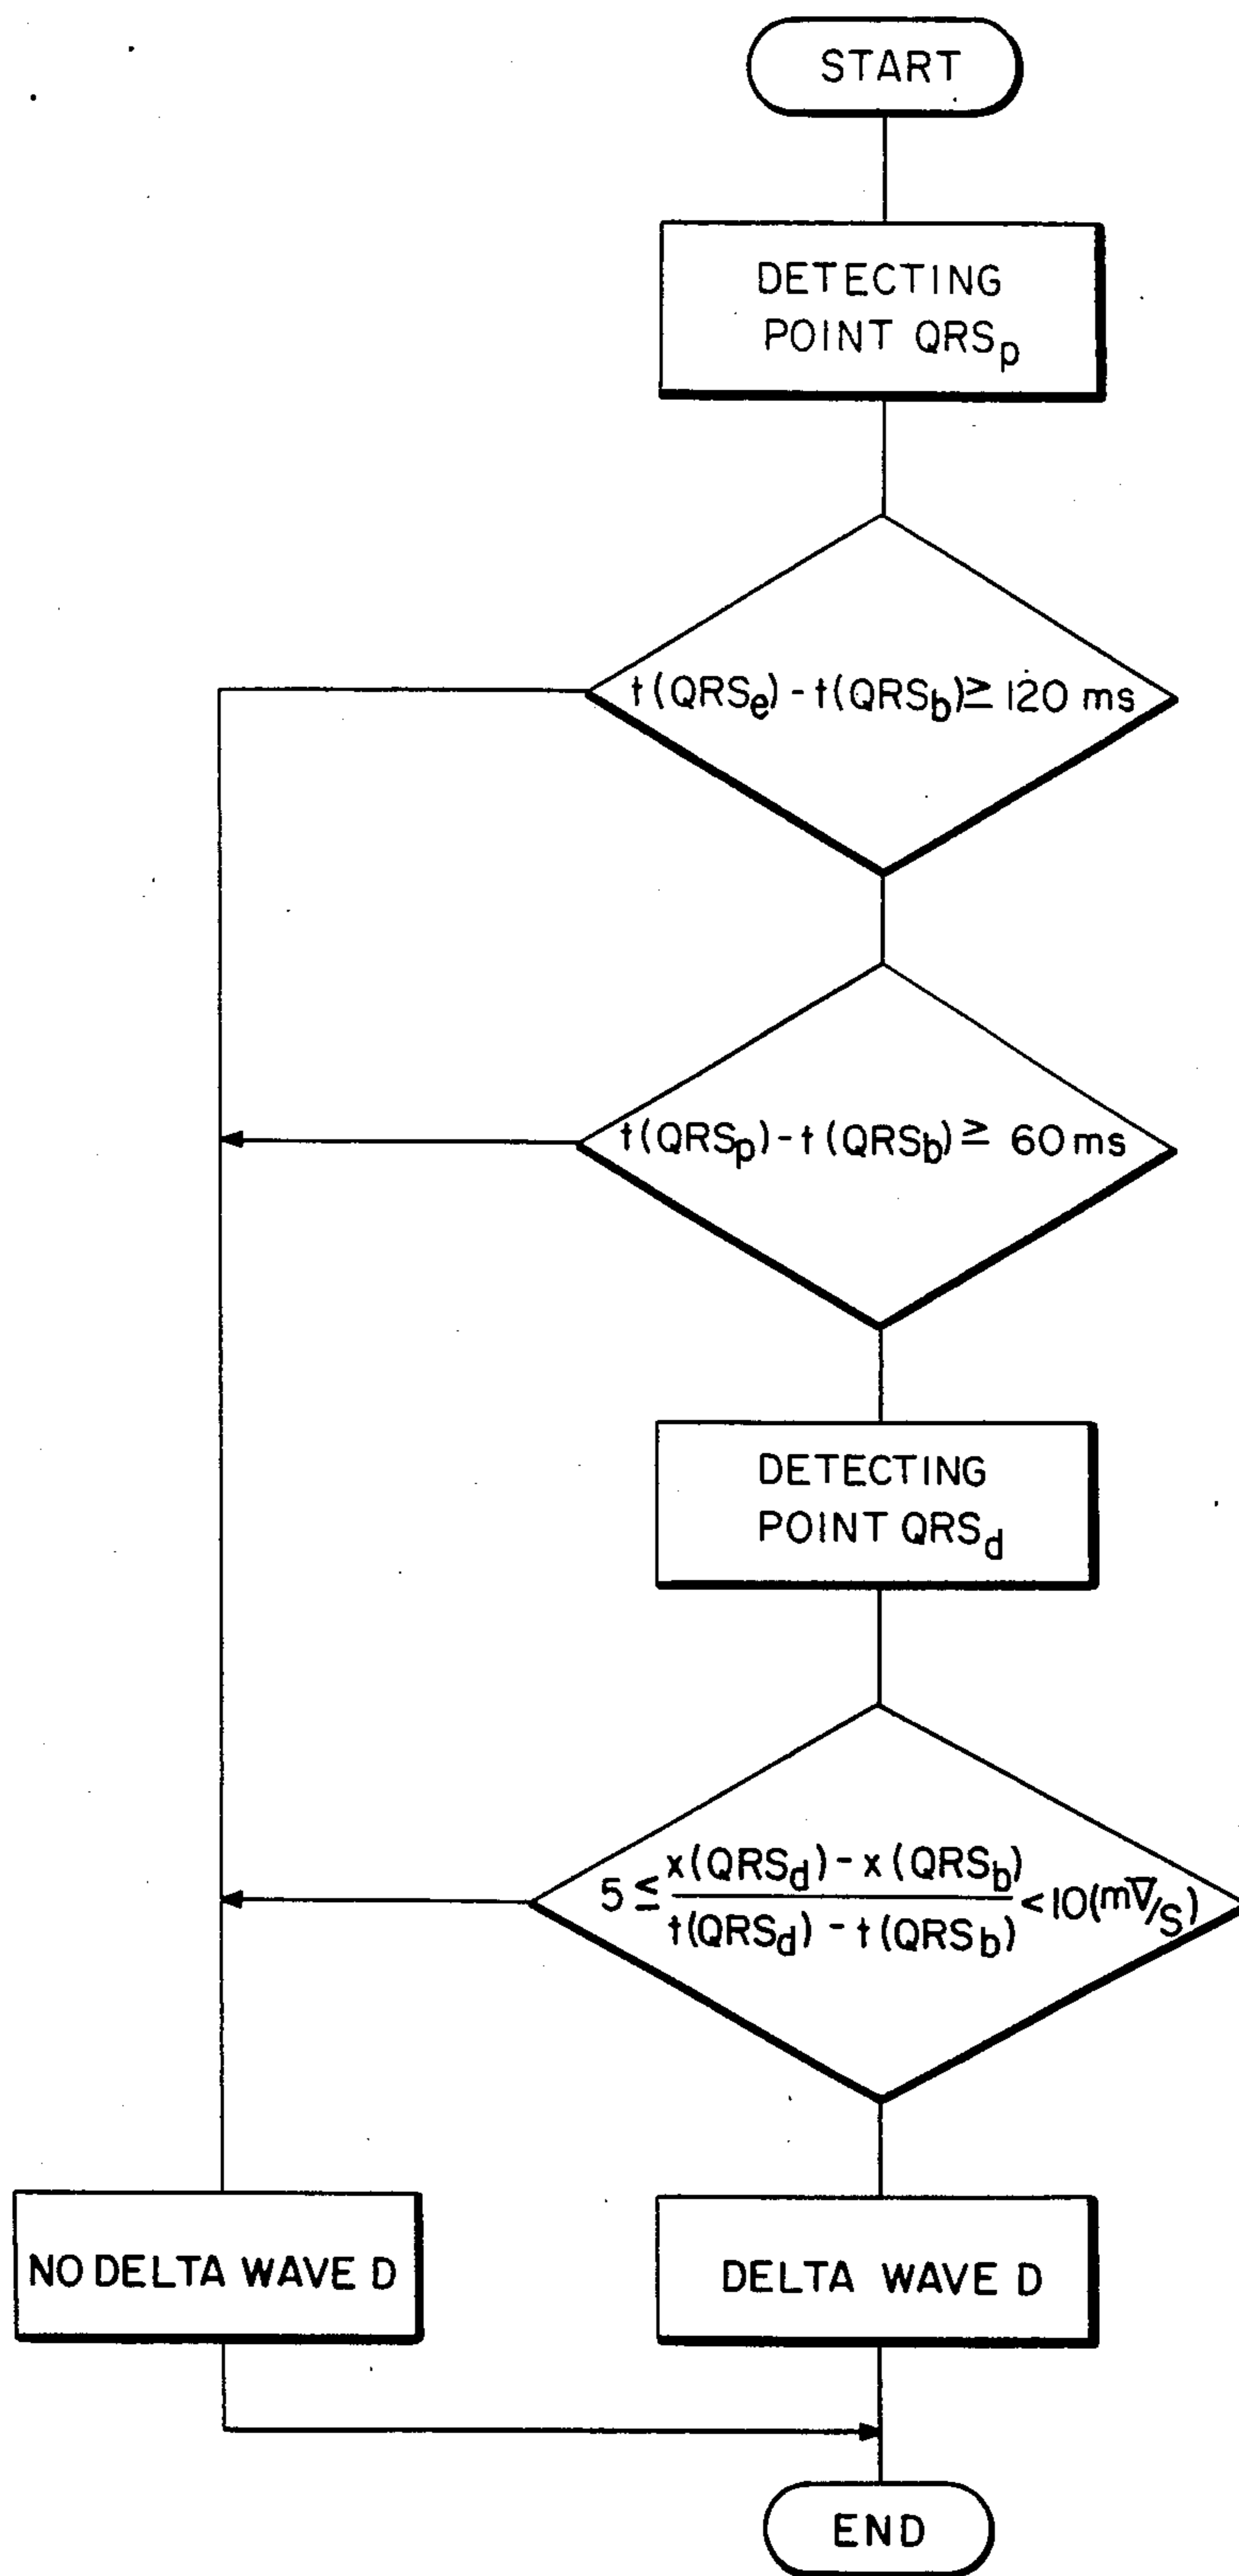 START
DETECTING
POINT QRSp
t(QRSe) - t(QRSb) ≥ 120 ms
t(QRSp) - t(QRSb) ≥ 60 ms
DETECTING
POINT QRSd
5 ≤ x(QRSd) - x(QRSb) / t(QRSd) - t(QRSb) < 10(mV/S)
NO DELTA WAVE D
DELTA WAVE D
END